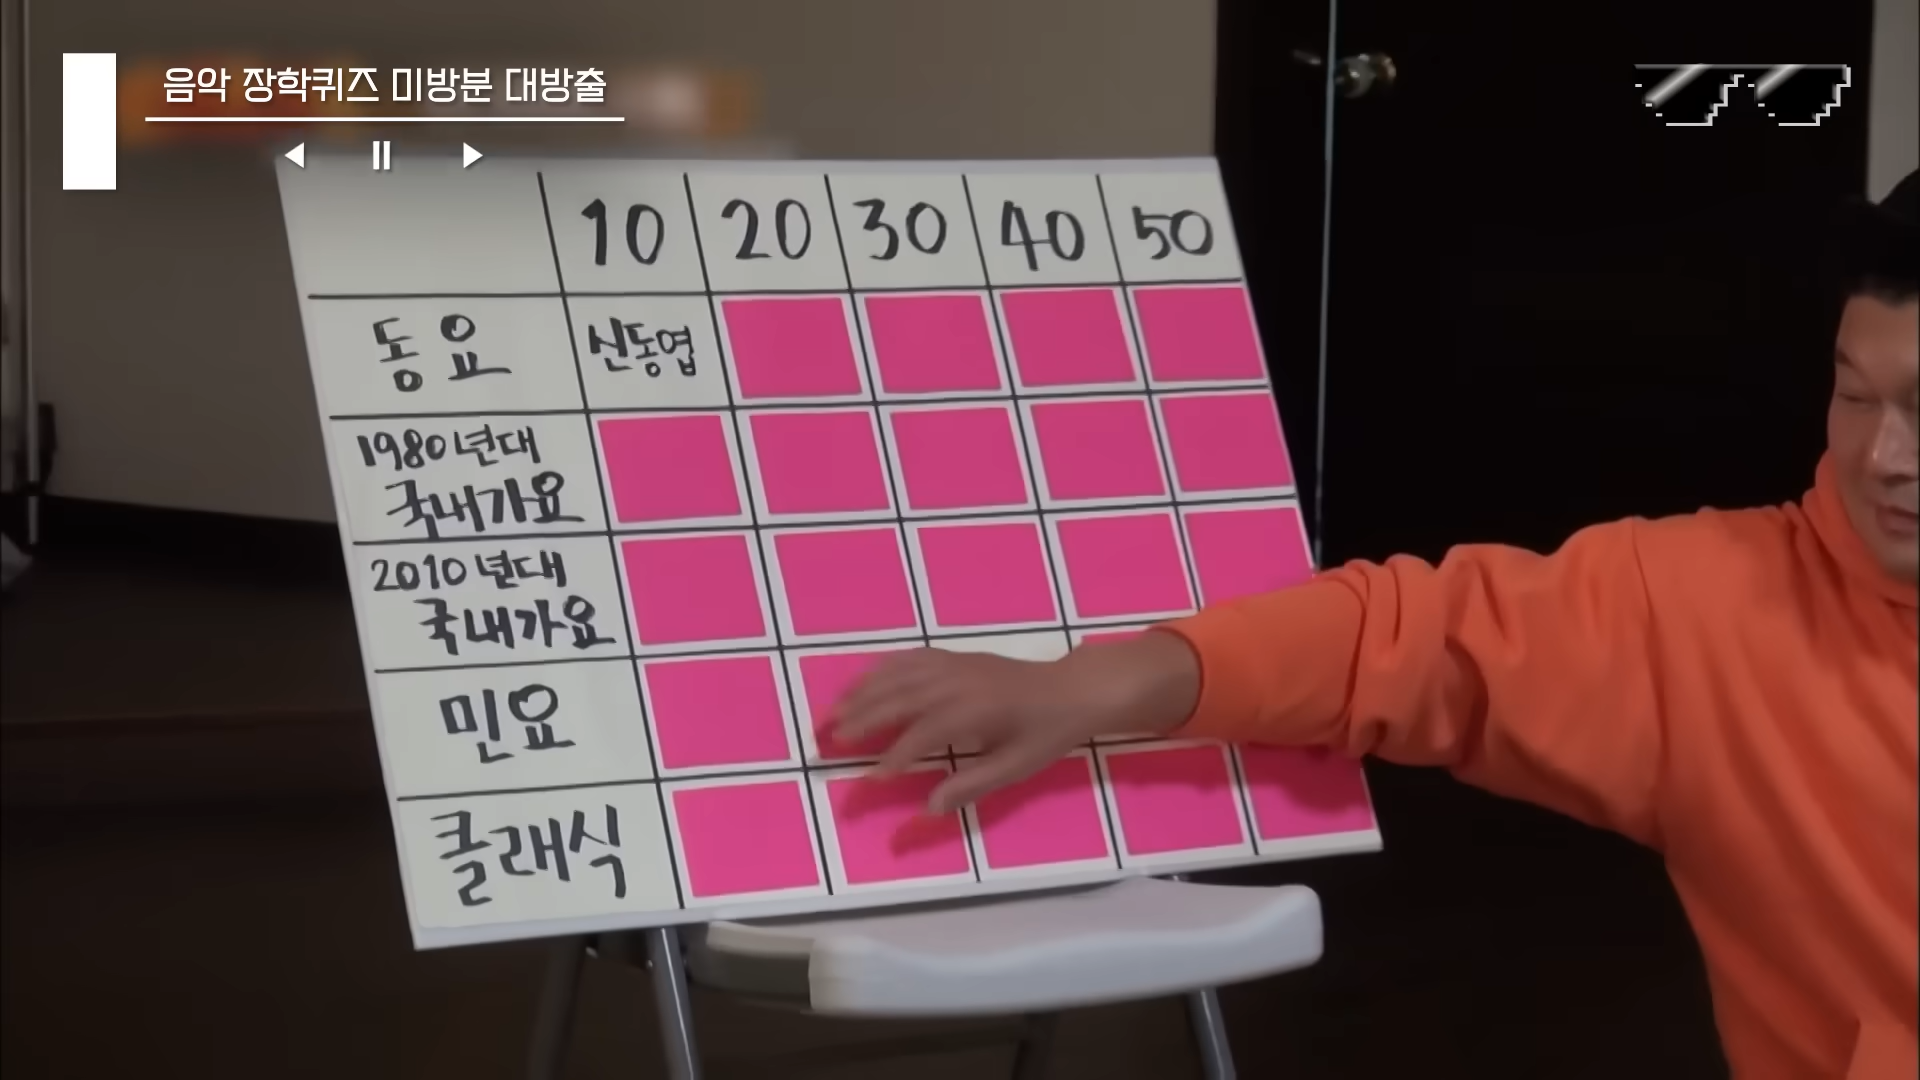 음악 장학퀴즈 미방분 대방출
10 20 30 40 50
동요 신동엽
1980년대
국내가요
2010년대
국내가요
민요
클래식